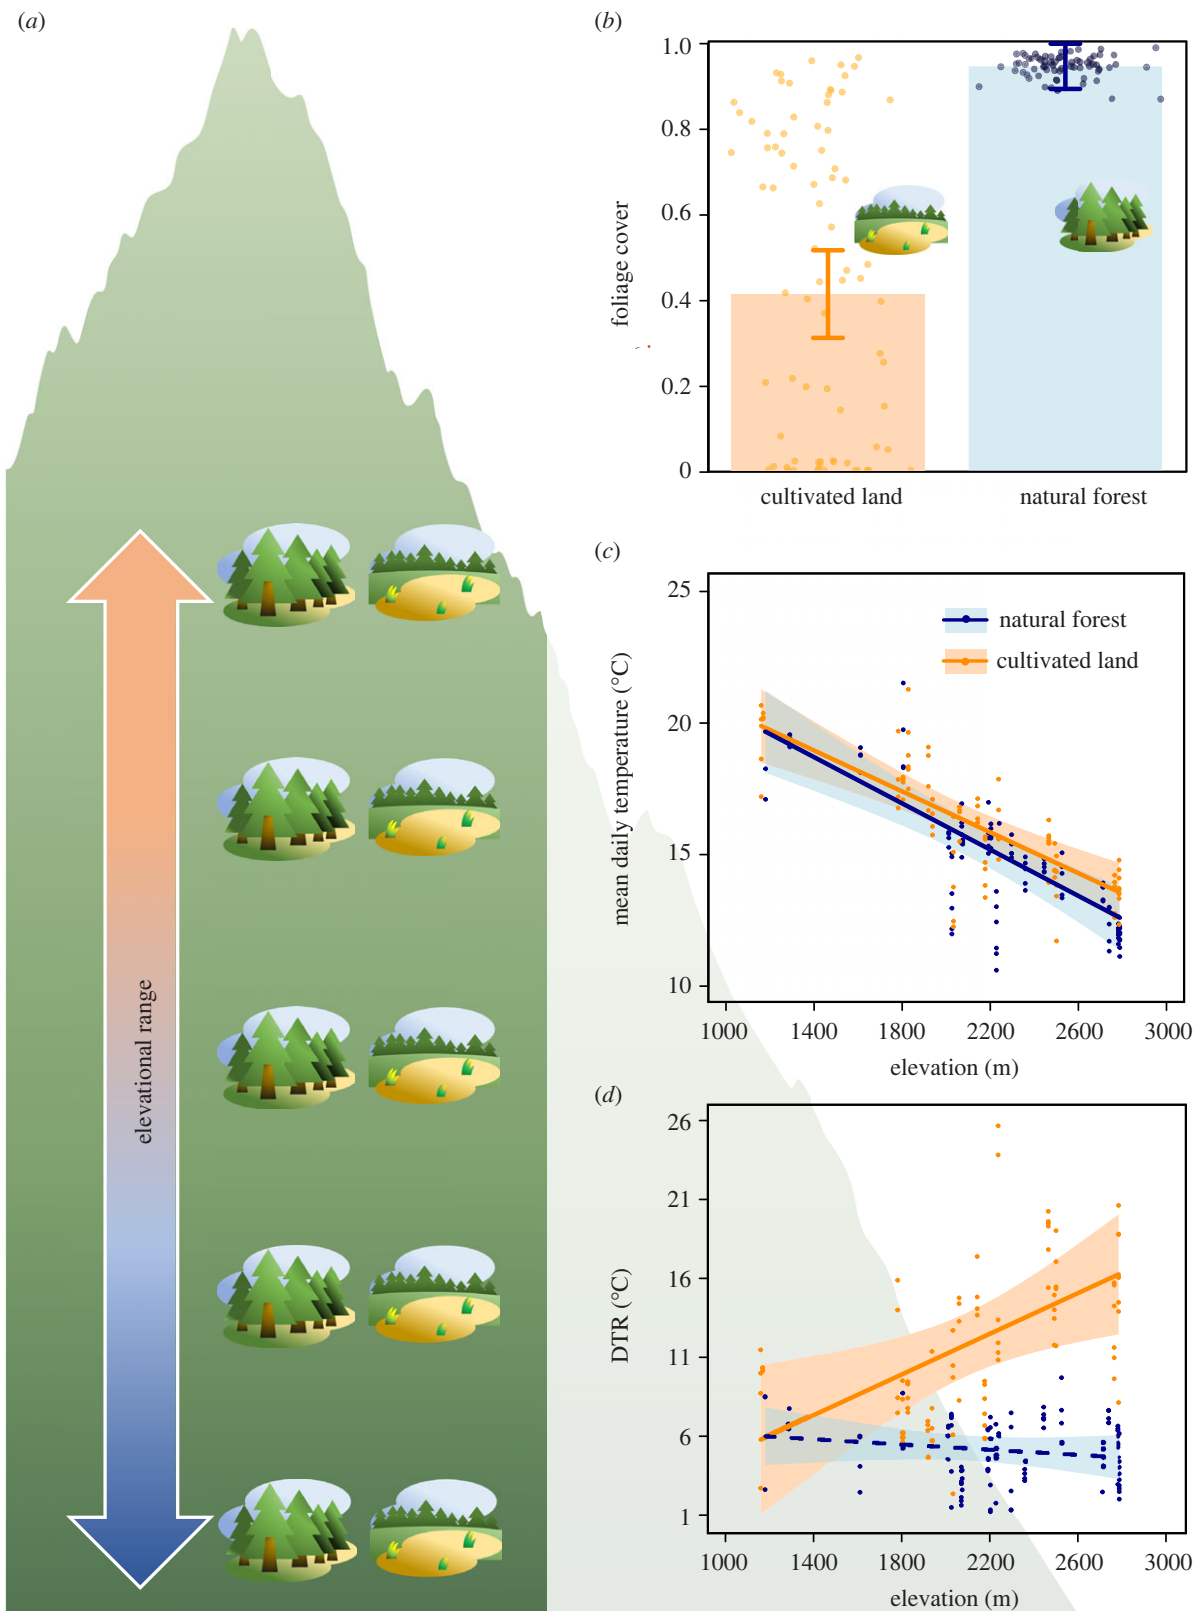 (a)
elevational range
(b)
foliage cover
1.0
0.8
0.6
0.4
0.2
0
cultivated land
natural forest
(c)
mean daily temperature (°C)
25
20
15
10
natural forest
cultivated land
1000 1400 1800 2200 2600 3000
elevation (m)
(d)
DTR (°C)
26
21
16
11
6
1
1000 1400 1800 2200 2600 3000
elevation (m)